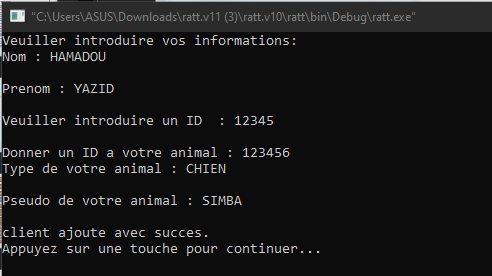 "C:\Users\ASUS\Downloads\ratt.v11 (3)\ratt.v10\ratt\bin\Debug\ratt.exe"
Veuiller introduire vos informations:
Nom : HAMADOU
Prenom : YAZID
Veuiller introduire un ID  : 12345
Donner un ID a votre animal : 123456
Type de votre animal : CHIEN
Pseudo de votre animal : SIMBA
client ajoute avec succes.
Appuyez sur une touche pour continuer...